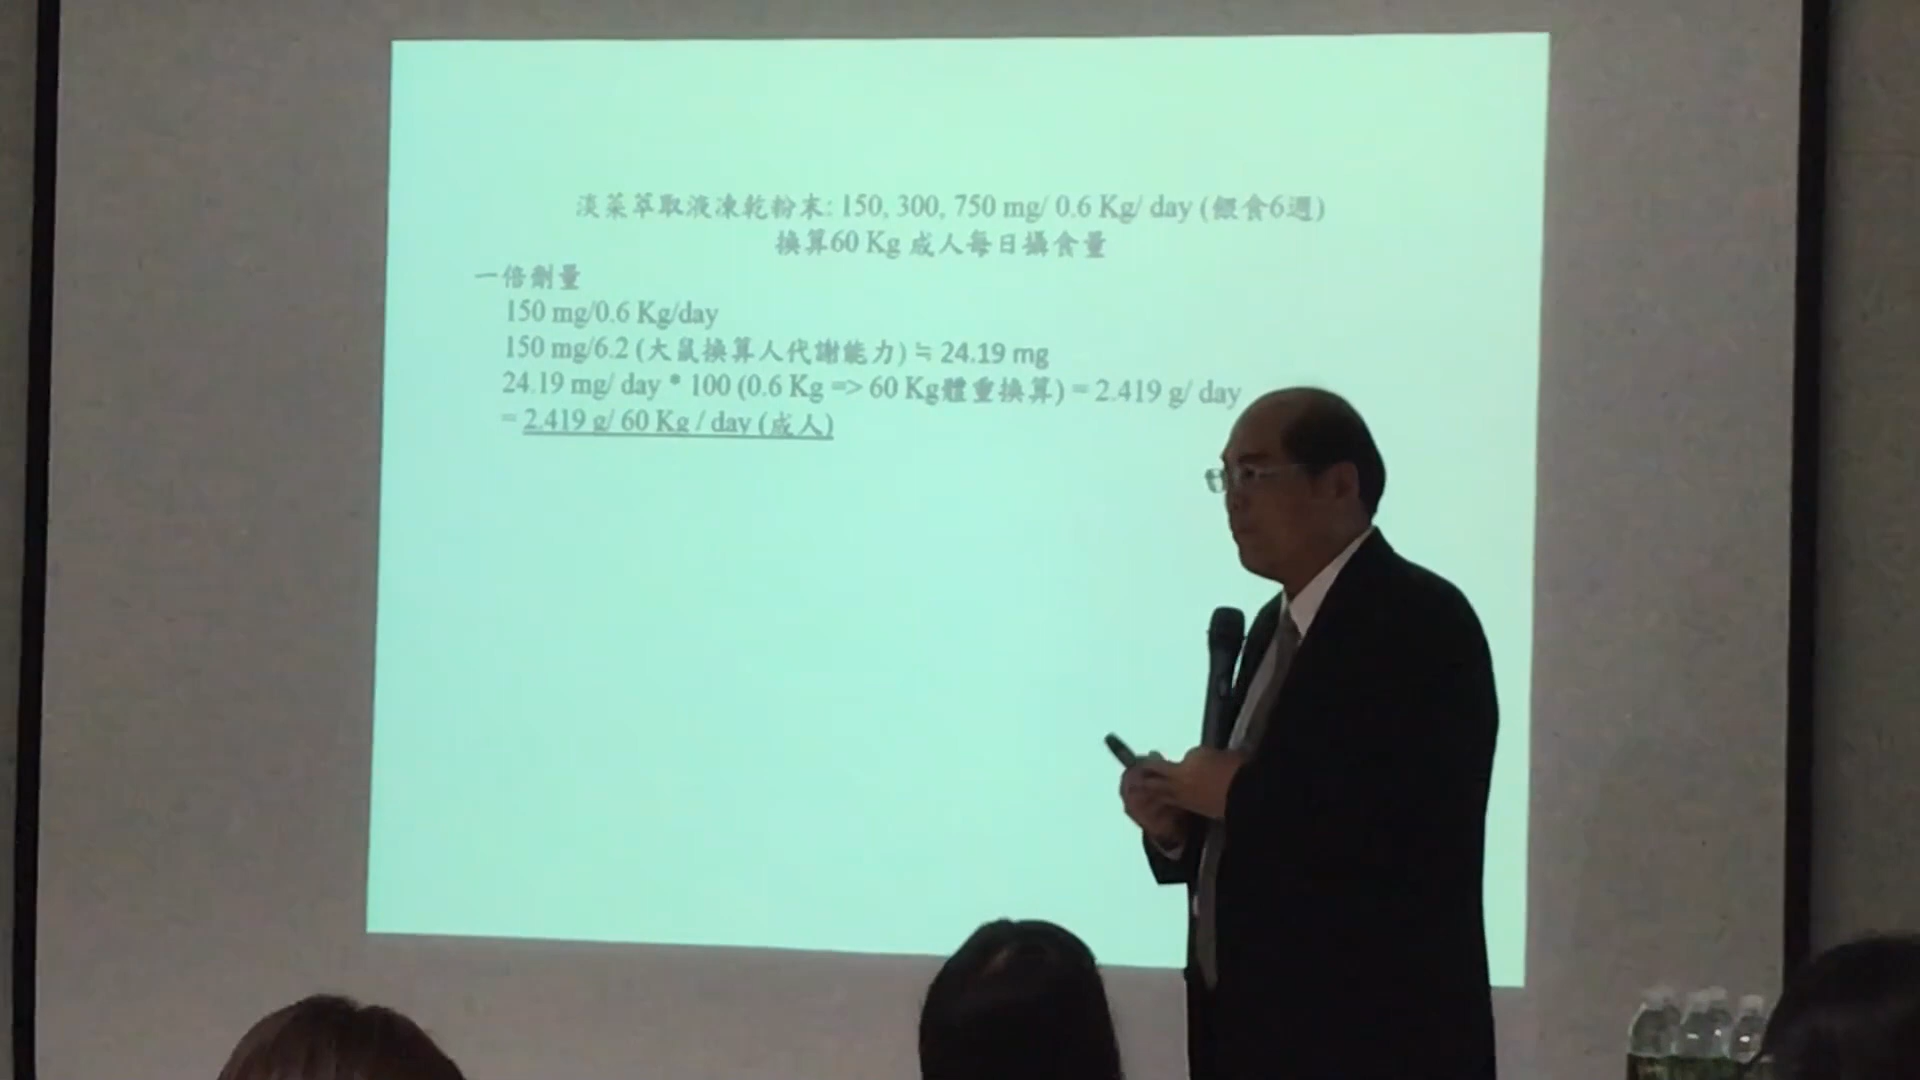 淡菜萃取液凍乾粉末: 150, 300, 750 mg/ 0.6 Kg/ day (餵食6週)
換算60 Kg 成人每日攝食量
一倍劑量
150 mg/0.6 Kg/day
150 mg/6.2 (大鼠換算人代謝能力) ≒ 24.19 mg
24.19 mg/ day * 100 (0.6 Kg => 60 Kg體重換算) = 2.419 g/ day
= 2.419 g/ 60 Kg / day (成人)